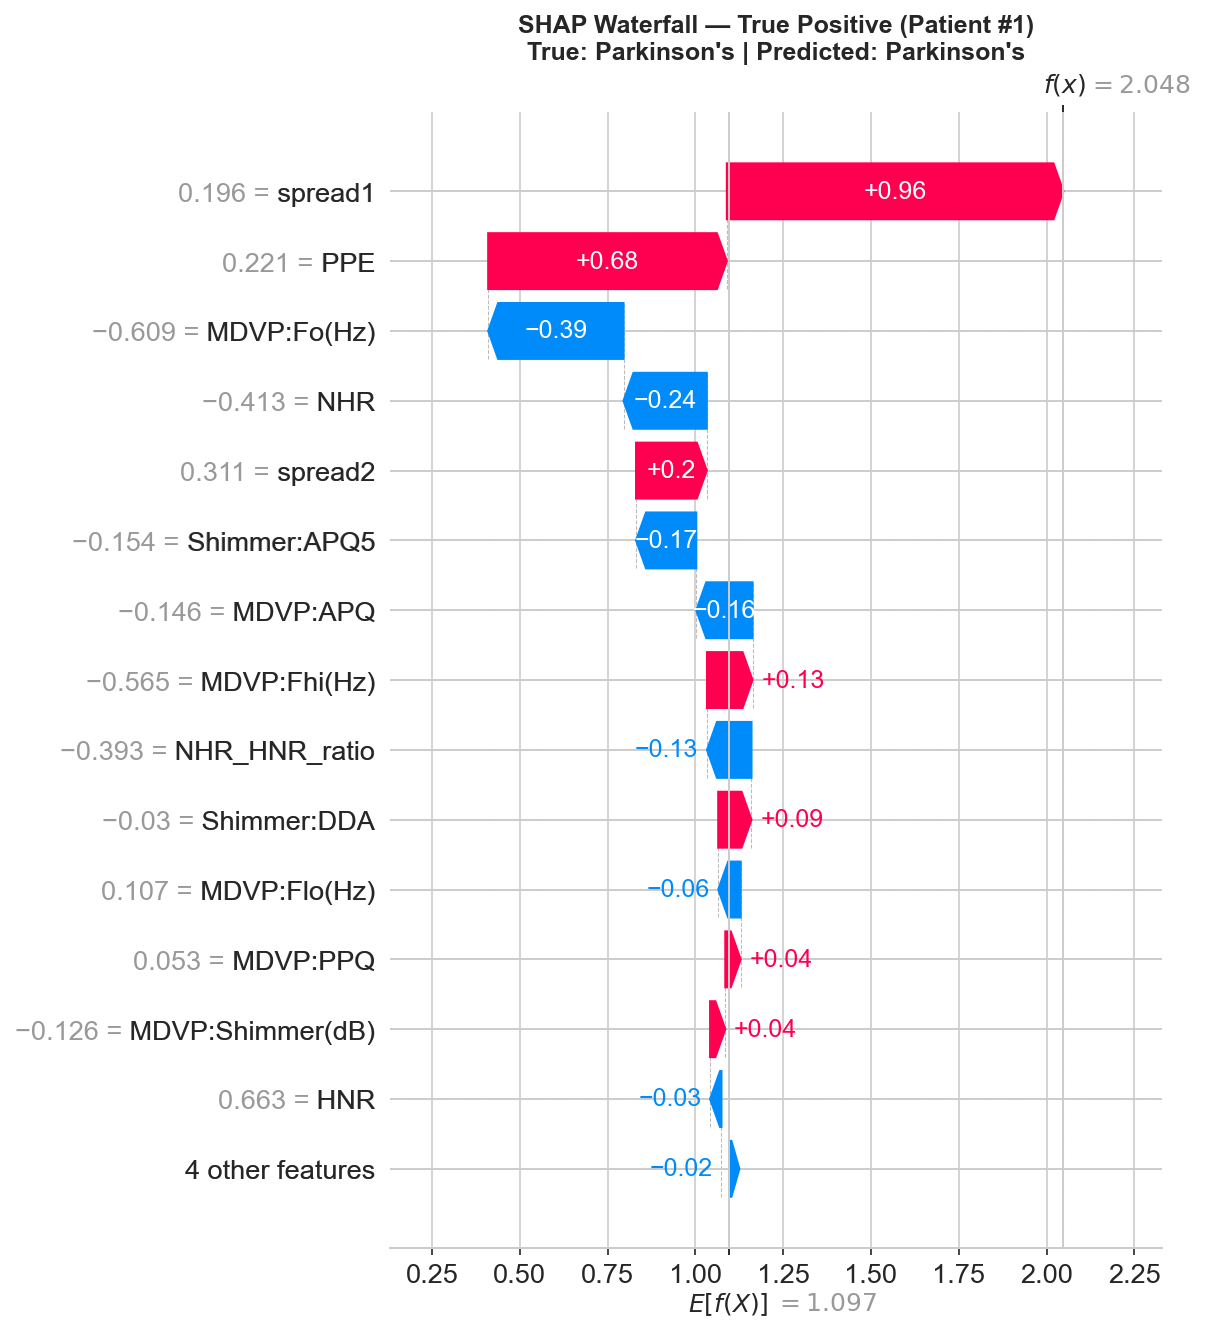 SHAP Waterfall — True Positive (Patient #1)
True: Parkinson's | Predicted: Parkinson's
f(x) = 2.048
0.196 = spread1
+0.96
0.221 = PPE
+0.68
−0.609 = MDVP:Fo(Hz)
−0.39
−0.413 = NHR
−0.24
0.311 = spread2
+0.2
−0.154 = Shimmer:APQ5
−0.17
−0.146 = MDVP:APQ
−0.16
−0.565 = MDVP:Fhi(Hz)
+0.13
−0.393 = NHR_HNR_ratio
−0.13
−0.03 = Shimmer:DDA
+0.09
0.107 = MDVP:Flo(Hz)
−0.06
0.053 = MDVP:PPQ
+0.04
−0.126 = MDVP:Shimmer(dB)
+0.04
0.663 = HNR
−0.03
4 other features
−0.02
0.25 0.50 0.75 1.00 1.25 1.50 1.75 2.00 2.25
E[f(X)] = 1.097